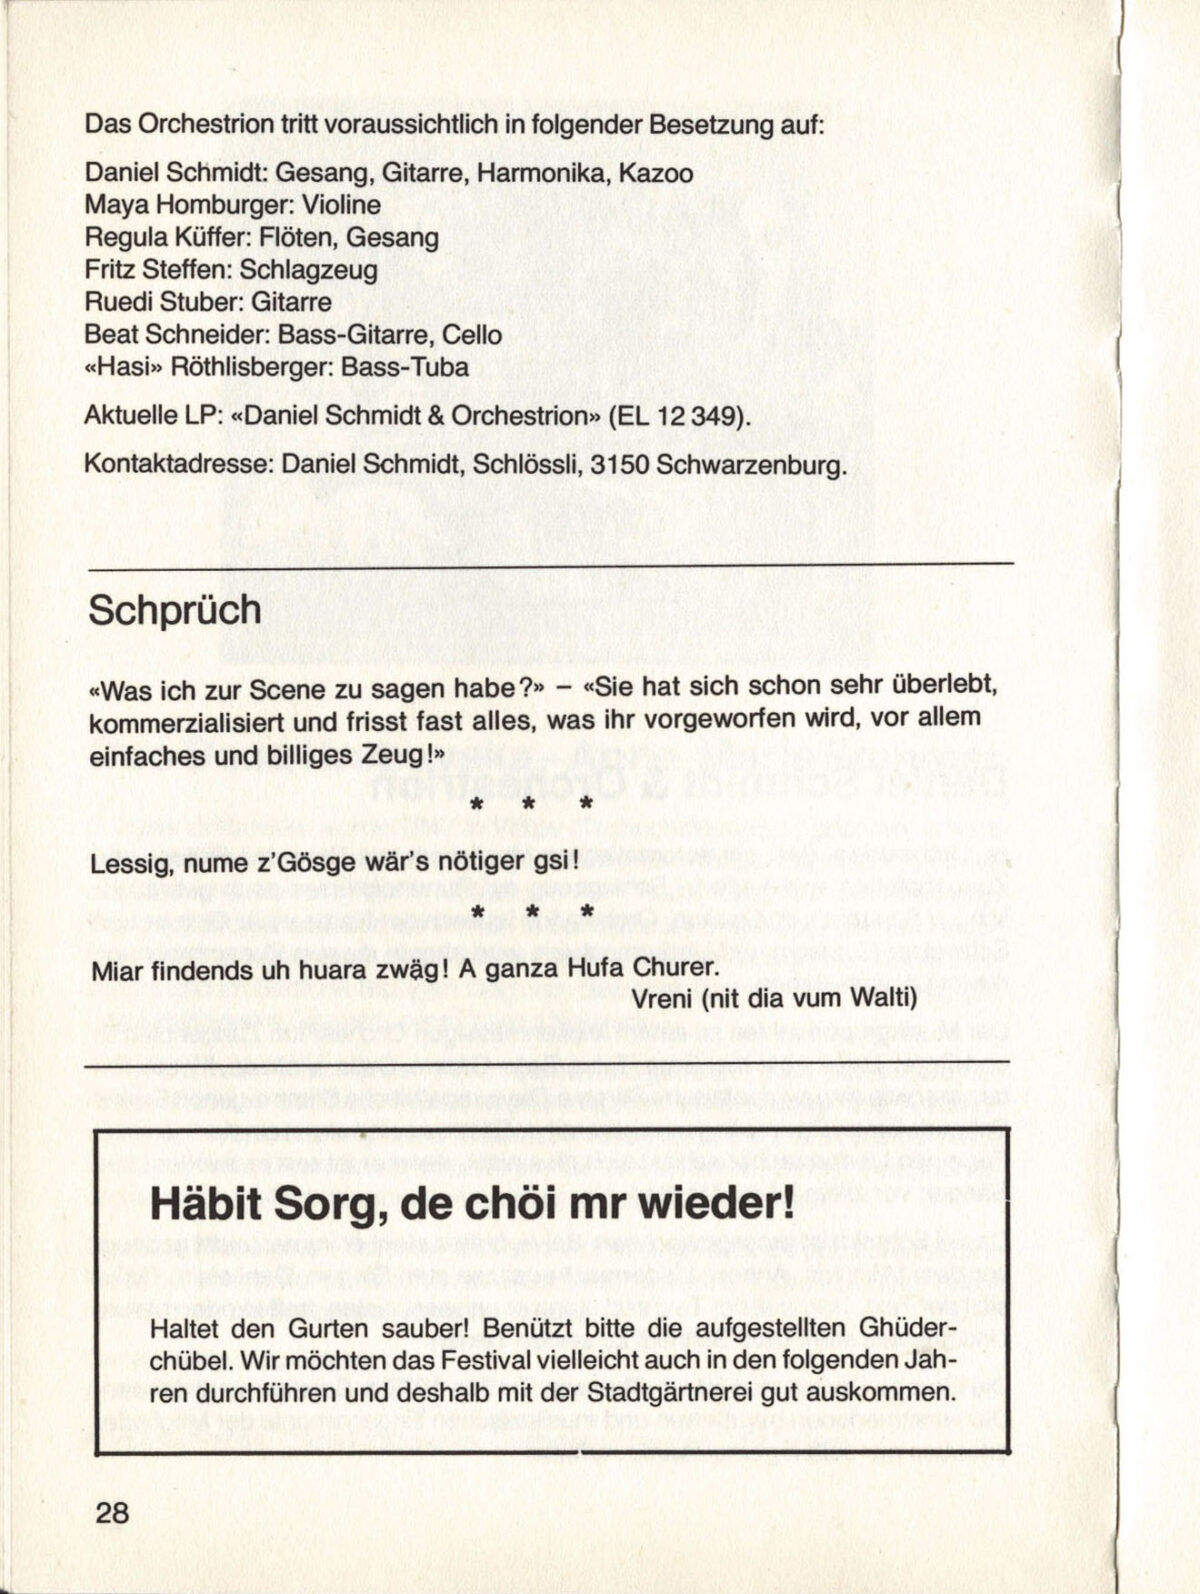 Das Orchestrion tritt voraussichtlich in folgender Besetzung auf:
Daniel Schmidt: Gesang, Gitarre, Harmonika, Kazoo
Maya Homburger: Violine
Regula Küffer: Flöten, Gesang
Fritz Steffen: Schlagzeug
Ruedi Stuber: Gitarre
Beat Schneider: Bass-Gitarre, Cello
«Hasi» Röthlisberger: Bass-Tuba
Aktuelle LP: «Daniel Schmidt & Orchestrion» (EL 12 349).
Kontaktadresse: Daniel Schmidt, Schlössli, 3150 Schwarzenburg.
Schprüch
«Was ich zur Scene zu sagen habe?» – «Sie hat sich schon sehr überlebt,
kommerzialisiert und frisst fast alles, was ihr vorgeworfen wird, vor allem
einfaches und billiges Zeug!»
* * *
Lessig, nume z'Gösge wär's nötiger gsi!
* * *
Miar findends uh huara zwäg! A ganza Hufa Churer.
Vreni (nit dia vum Walti)
Häbit Sorg, de chöi mr wieder!
Haltet den Gurten sauber! Benützt bitte die aufgestellten Ghüder-
chübel. Wir möchten das Festival vielleicht auch in den folgenden Jah-
ren durchführen und deshalb mit der Stadtgärtnerei gut auskommen.
28